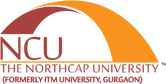 NCU
THE NORTHCAP UNIVERSITY
(FORMERLY ITM UNIVERSITY, GURGAON)